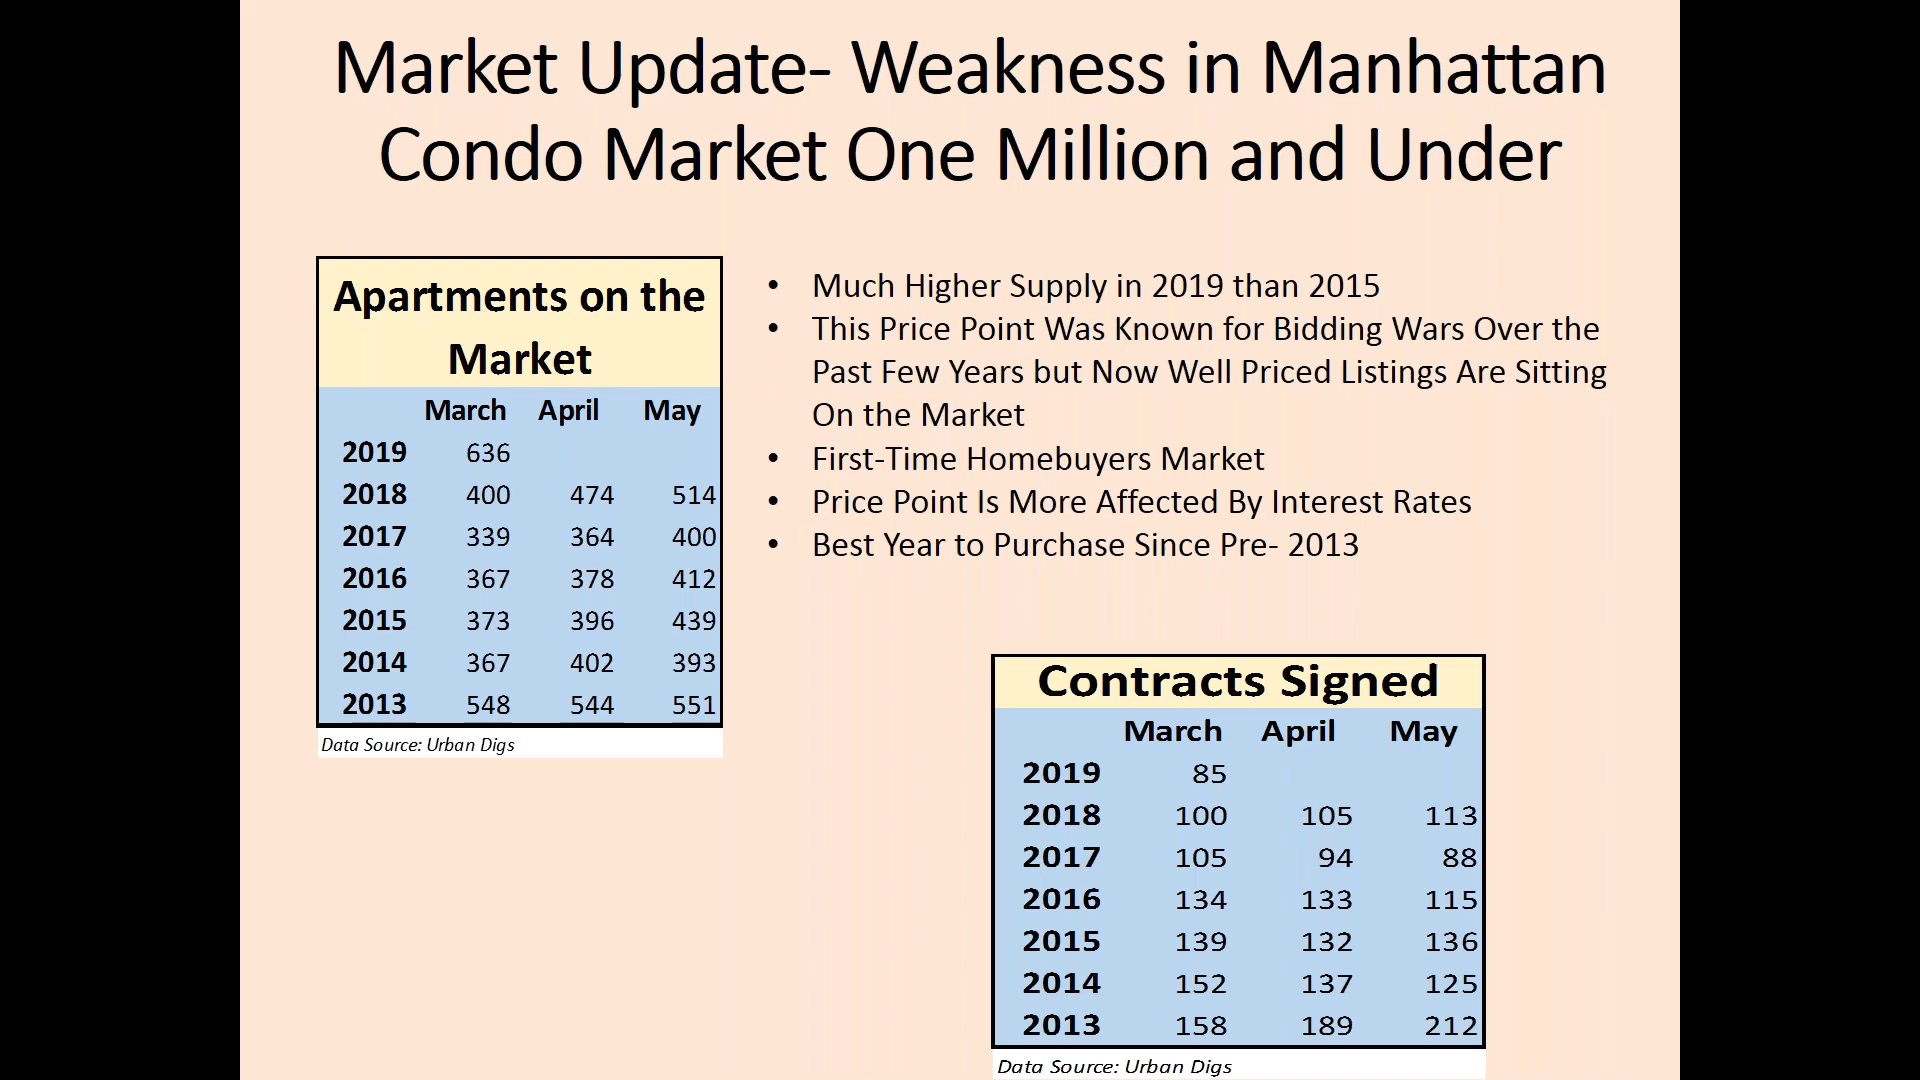 Market Update- Weakness in Manhattan
Condo Market One Million and Under
Apartments on the
Market
March April May
2019 636
2018 400 474 514
2017 339 364 400
2016 367 378 412
2015 373 396 439
2014 367 402 393
2013 548 544 551
Data Source: Urban Digs
• Much Higher Supply in 2019 than 2015
• This Price Point Was Known for Bidding Wars Over the
Past Few Years but Now Well Priced Listings Are Sitting
On the Market
• First-Time Homebuyers Market
• Price Point Is More Affected By Interest Rates
• Best Year to Purchase Since Pre- 2013
Contracts Signed
March April May
2019 85
2018 100 105 113
2017 105 94 88
2016 134 133 115
2015 139 132 136
2014 152 137 125
2013 158 189 212
Data Source: Urban Digs